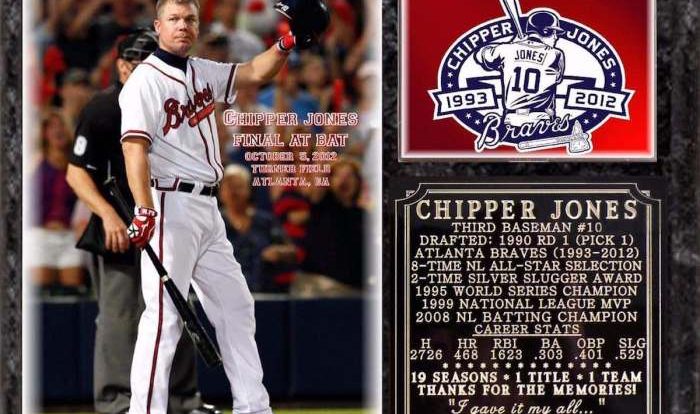 Braves
8
CHIPPER JONES
FINAL AT BAT
OCTOBER 5, 2012
TURNER FIELD
ATLANTA, GA
CHIPPER JONES
JONES
10
1993 2012
Braves
CHIPPER JONES
THIRD BASEMAN #10
DRAFTED: 1990 RD 1 (PICK 1)
ATLANTA BRAVES (1993-2012)
8-TIME NL ALL-STAR SELECTION
2-TIME SILVER SLUGGER AWARD
1995 WORLD SERIES CHAMPION
1999 NATIONAL LEAGUE MVP
2008 NL BATTING CHAMPION
CAREER STATS
H HR RBI BA OBP SLG
2726 468 1623 .303 .401 .529
19 SEASONS * 1 TITLE * 1 TEAM
THANKS FOR THE MEMORIES!
"I gave it my all..."